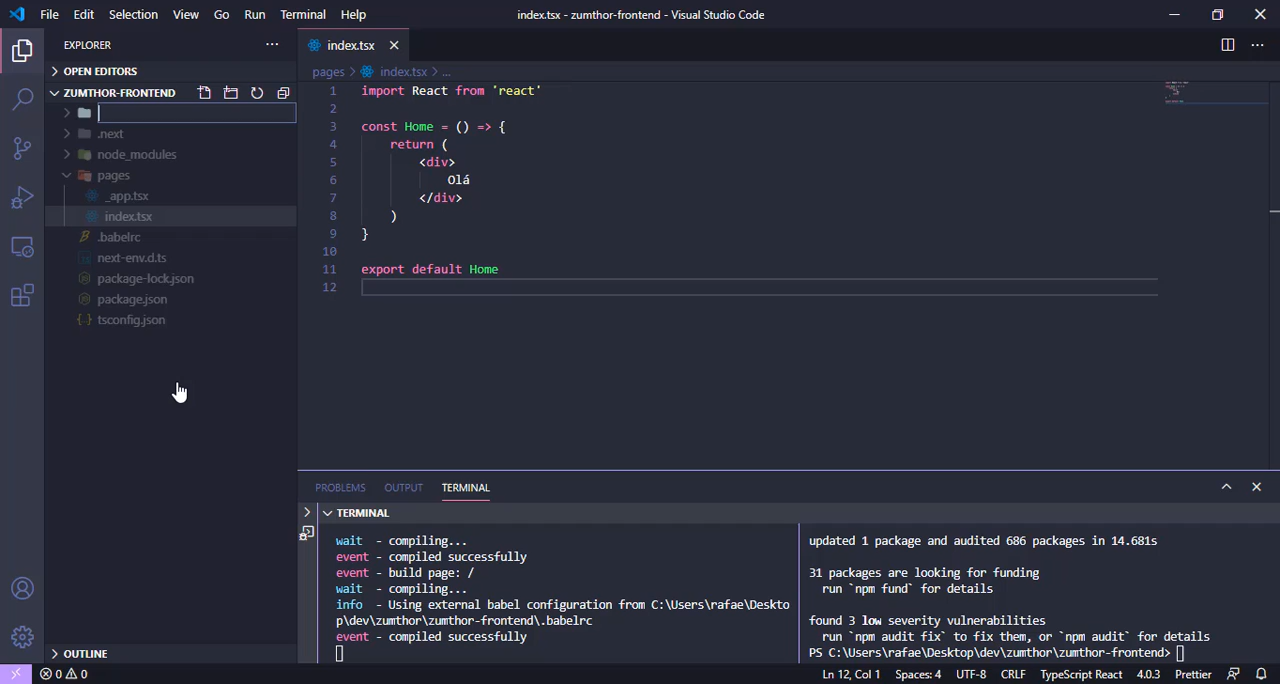 File Edit Selection View Go Run Terminal Help
index.tsx - zumthor-frontend - Visual Studio Code
EXPLORER
OPEN EDITORS
ZUMTHOR-FRONTEND
.next
node_modules
pages
_app.tsx
index.tsx
.babelrc
next-env.d.ts
package-lock.json
package.json
tsconfig.json
OUTLINE
index.tsx
pages > index.tsx > ...
1 import React from 'react'
2
3 const Home = () => {
4 return (
5 <div>
6 Olá
7 </div>
8 )
9 }
10
11 export default Home
12
PROBLEMS OUTPUT TERMINAL
TERMINAL
wait - compiling...
event - compiled successfully
event - build page: /
wait - compiling...
info - Using external babel configuration from C:\Users\rafae\Deskto
p\dev\zumthor\zumthor-frontend\.babelrc
event - compiled successfully
updated 1 package and audited 686 packages in 14.681s
31 packages are looking for funding
run `npm fund` for details
found 3 low severity vulnerabilities
run `npm audit fix` to fix them, or `npm audit` for details
PS C:\Users\rafae\Desktop\dev\zumthor\zumthor-frontend>
0 0
Ln 12, Col 1 Spaces: 4 UTF-8 CRLF TypeScript React 4.0.3 Prettier